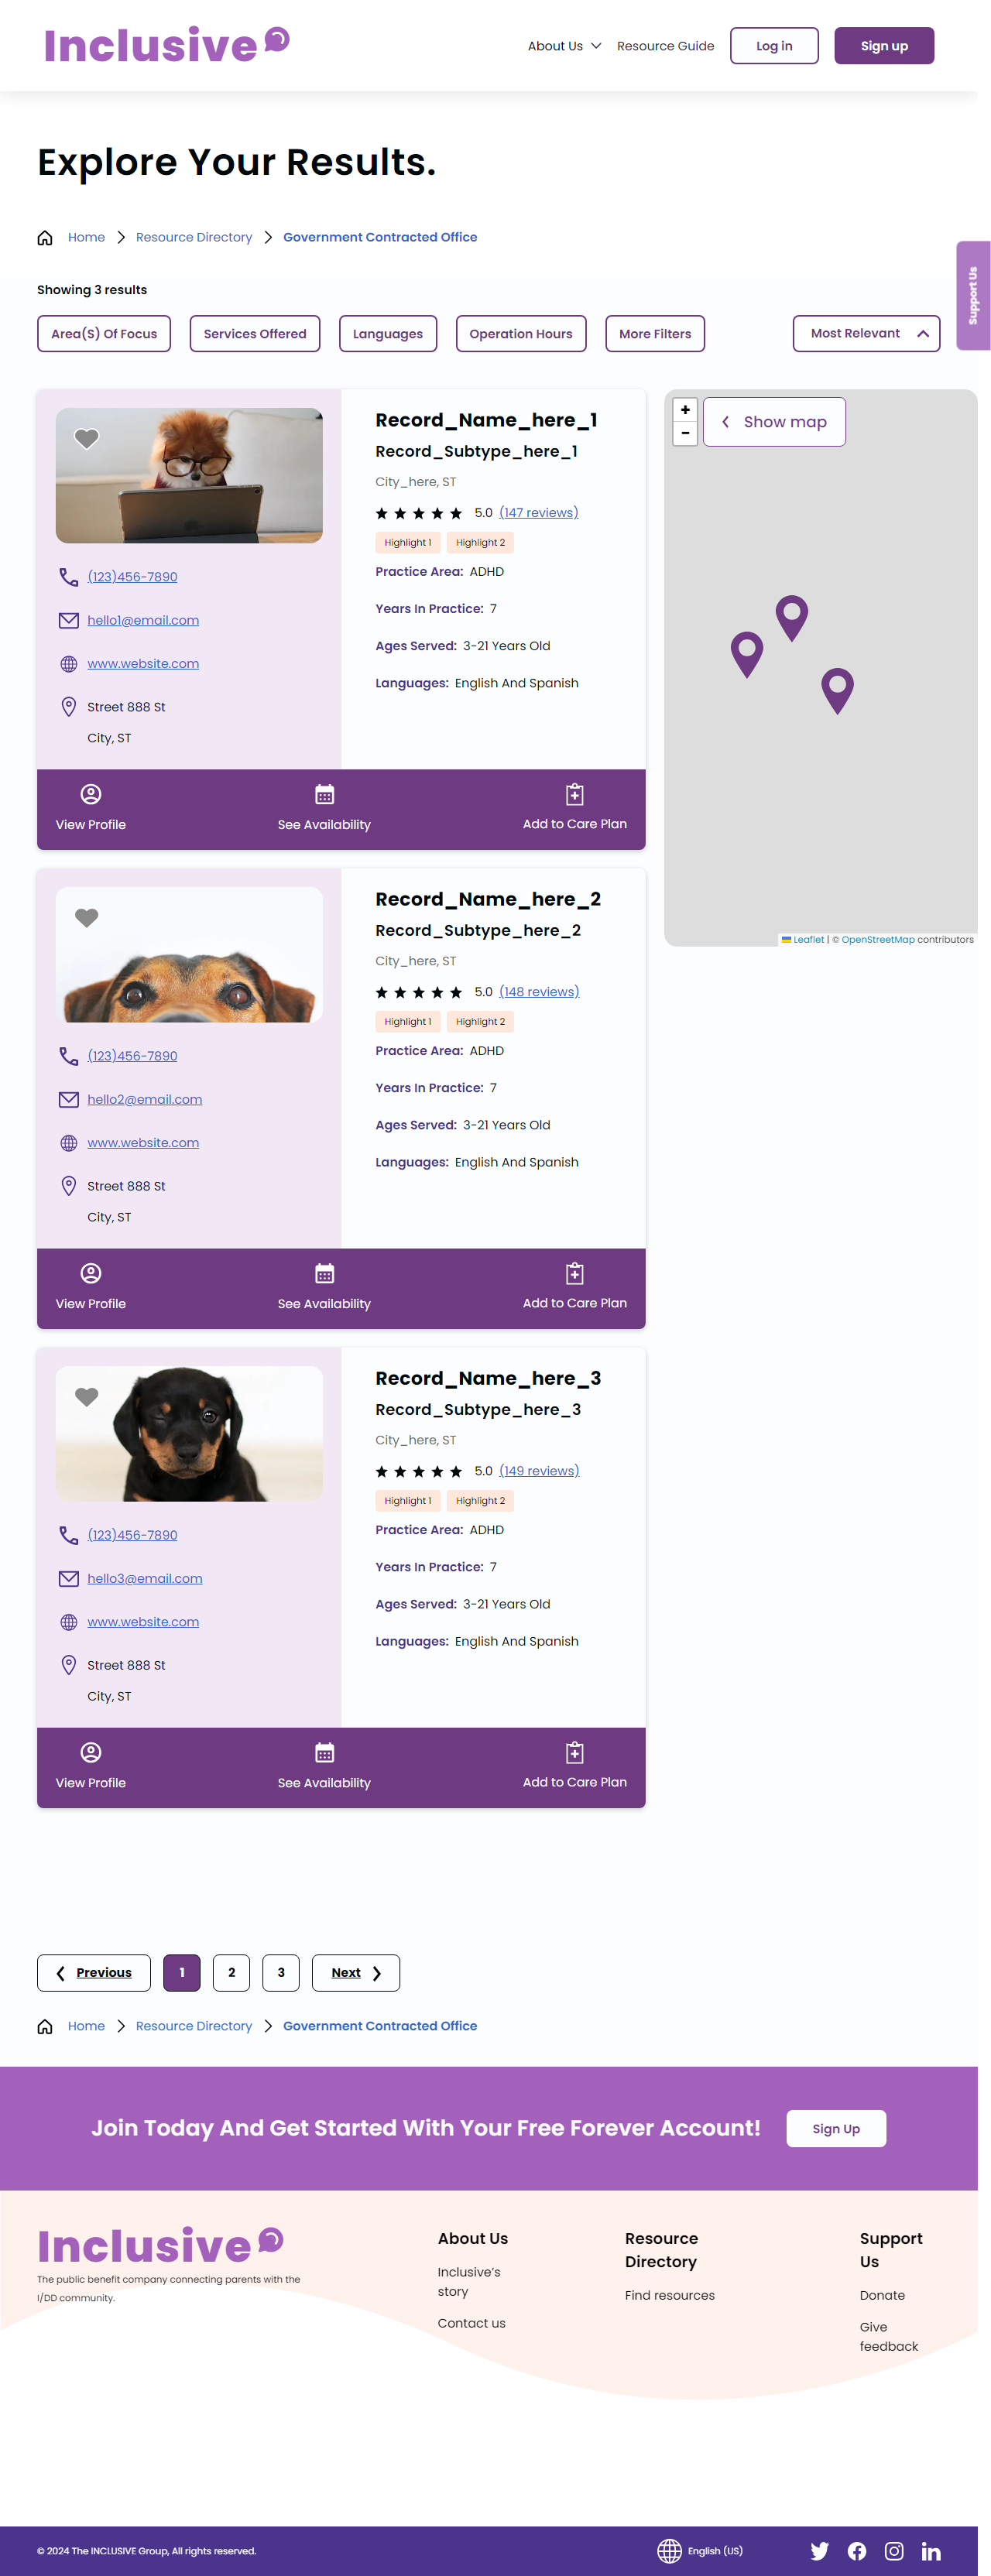 Inclusive
About Us
Resource Guide
Log in
Sign up
Explore Your Results.
Home
Resource Directory
Government Contracted Office
Support Us
Showing 3 results
Area(S) Of Focus
Services Offered
Languages
Operation Hours
More Filters
Most Relevant
Record_Name_here_1
Record_Subtype_here_1
City_here, ST
5.0 (147 reviews)
Highlight 1
Highlight 2
Practice Area: ADHD
Years In Practice: 7
Ages Served: 3-21 Years Old
Languages: English And Spanish
(123)456-7890
hello1@email.com
www.website.com
Street 888 St
City, ST
View Profile
See Availability
Add to Care Plan
+
−
Show map
Leaflet | © OpenStreetMap contributors
Record_Name_here_2
Record_Subtype_here_2
City_here, ST
5.0 (148 reviews)
Highlight 1
Highlight 2
Practice Area: ADHD
Years In Practice: 7
Ages Served: 3-21 Years Old
Languages: English And Spanish
(123)456-7890
hello2@email.com
www.website.com
Street 888 St
City, ST
View Profile
See Availability
Add to Care Plan
Record_Name_here_3
Record_Subtype_here_3
City_here, ST
5.0 (149 reviews)
Highlight 1
Highlight 2
Practice Area: ADHD
Years In Practice: 7
Ages Served: 3-21 Years Old
Languages: English And Spanish
(123)456-7890
hello3@email.com
www.website.com
Street 888 St
City, ST
View Profile
See Availability
Add to Care Plan
Previous
1
2
3
Next
Home
Resource Directory
Government Contracted Office
Join Today And Get Started With Your Free Forever Account!
Sign Up
Inclusive
The public benefit company connecting parents with the
I/DD community.
About Us
Inclusive's
story
Contact us
Resource
Directory
Find resources
Support
Us
Donate
Give
feedback
© 2024 The INCLUSIVE Group, All rights reserved.
English (US)